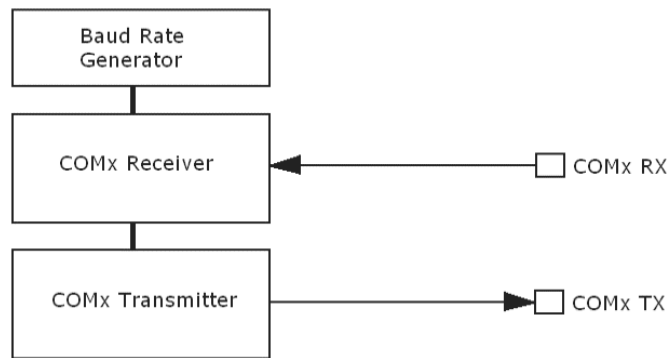 Baud Rate
Generator
COMx Receiver
COMx RX
COMx Transmitter
COMx TX